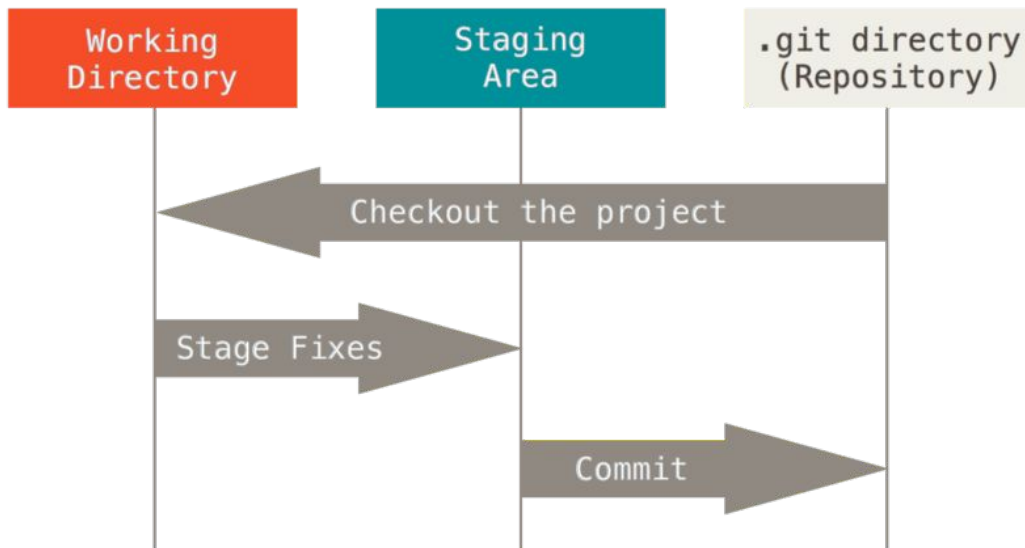 Working
Directory
Staging
Area
.git directory
(Repository)
Checkout the project
Stage Fixes
Commit